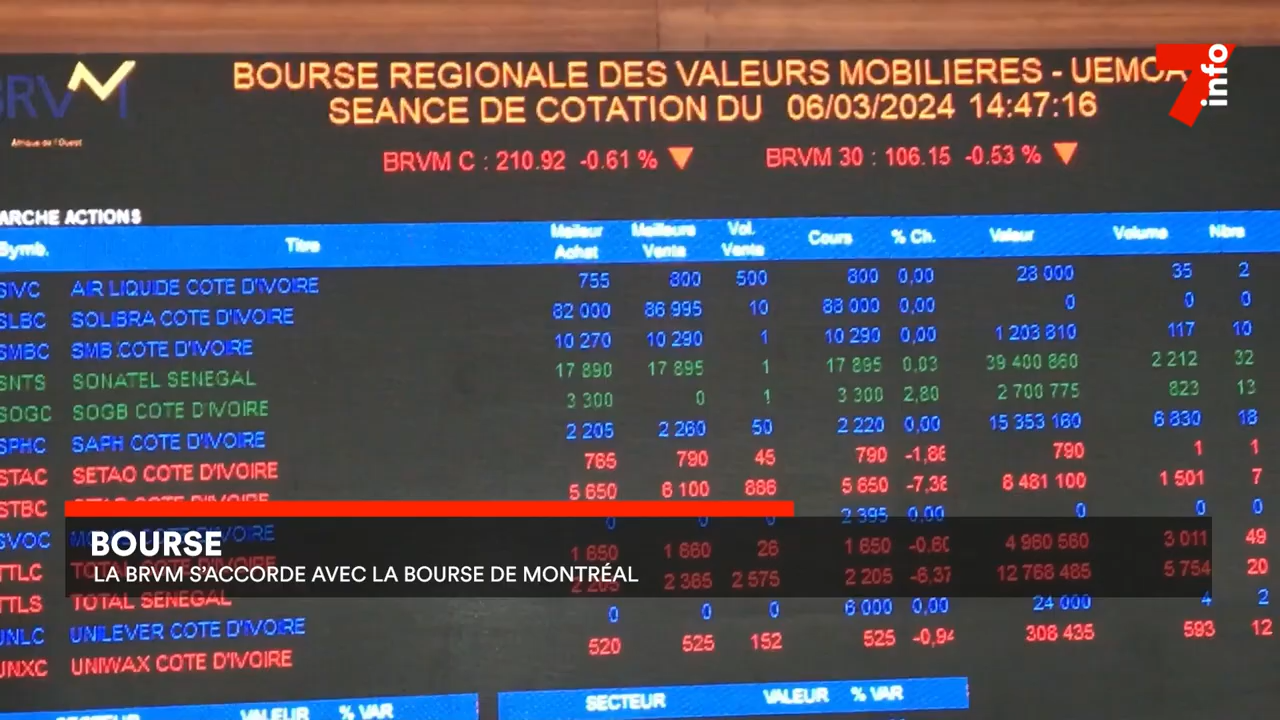 BRVM
Afrique de l'Ouest
7 info
BOURSE REGIONALE DES VALEURS MOBILIERES - UEMOA
SEANCE DE COTATION DU 06/03/2024 14:47:16
BRVM C : 210.92 -0.61 % BRVM 30 : 106.15 -0.53 %
ARCHE ACTIONS
Symb. Titre Meilleur Achat Meilleure Vente Vol. Vente Cours % Ch. Valeur Volume Nbre
SIVC AIR LIQUIDE COTE D'IVOIRE 755 800 500 800 0,00 28 000 35 2
SLBC SOLIBRA COTE D'IVOIRE 82 000 86 995 10 88 000 0,00 0 0 0
SMBC SMB COTE D'IVOIRE 10 270 10 290 1 10 290 0,00 1 203 810 117 10
SNTS SONATEL SENEGAL 17 890 17 895 1 17 895 0,03 39 400 860 2 212 32
SOGC SOGB COTE D'IVOIRE 3 300 0 1 3 300 2,80 2 700 775 823 13
SPHC SAPH COTE D'IVOIRE 2 205 2 260 50 2 220 0,00 15 353 160 6 830 18
STAC SETAO COTE D'IVOIRE 765 790 45 790 -1,86 790 1 1
STBC 5 650 6 100 886 5 650 -7,36 8 481 100 1 501 7
SVOC 0 0 0 2 395 0,00 0 0 0
TTLC TOTAL 1 650 1 660 26 1 650 -0,60 4 960 560 3 011 49
TTLS TOTAL SENEGAL 2 205 2 365 2 575 2 205 -6,37 12 768 485 5 754 20
UNLC UNILEVER COTE D'IVOIRE 0 0 0 6 000 0,00 24 000 4 2
UNXC UNIWAX COTE D'IVOIRE 520 525 152 525 -0,94 308 435 593 12
BOURSE
LA BRVM S'ACCORDE AVEC LA BOURSE DE MONTRÉAL
SECTEUR VALEUR % VAR SECTEUR VALEUR % VAR